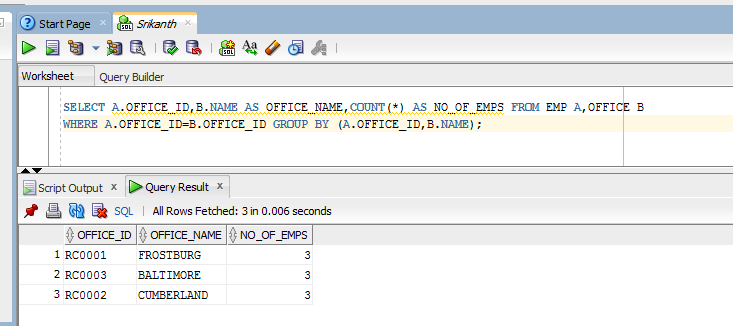 Start Page
Srikanth
Worksheet
Query Builder
SELECT A.OFFICE_ID,B.NAME AS OFFICE_NAME,COUNT(*) AS NO_OF_EMPS FROM EMP A,OFFICE B
WHERE A.OFFICE_ID=B.OFFICE_ID GROUP BY (A.OFFICE_ID,B.NAME);
Script Output x
Query Result x
SQL | All Rows Fetched: 3 in 0.006 seconds
OFFICE_ID OFFICE_NAME NO_OF_EMPS
1 RC0001 FROSTBURG 3
2 RC0003 BALTIMORE 3
3 RC0002 CUMBERLAND 3